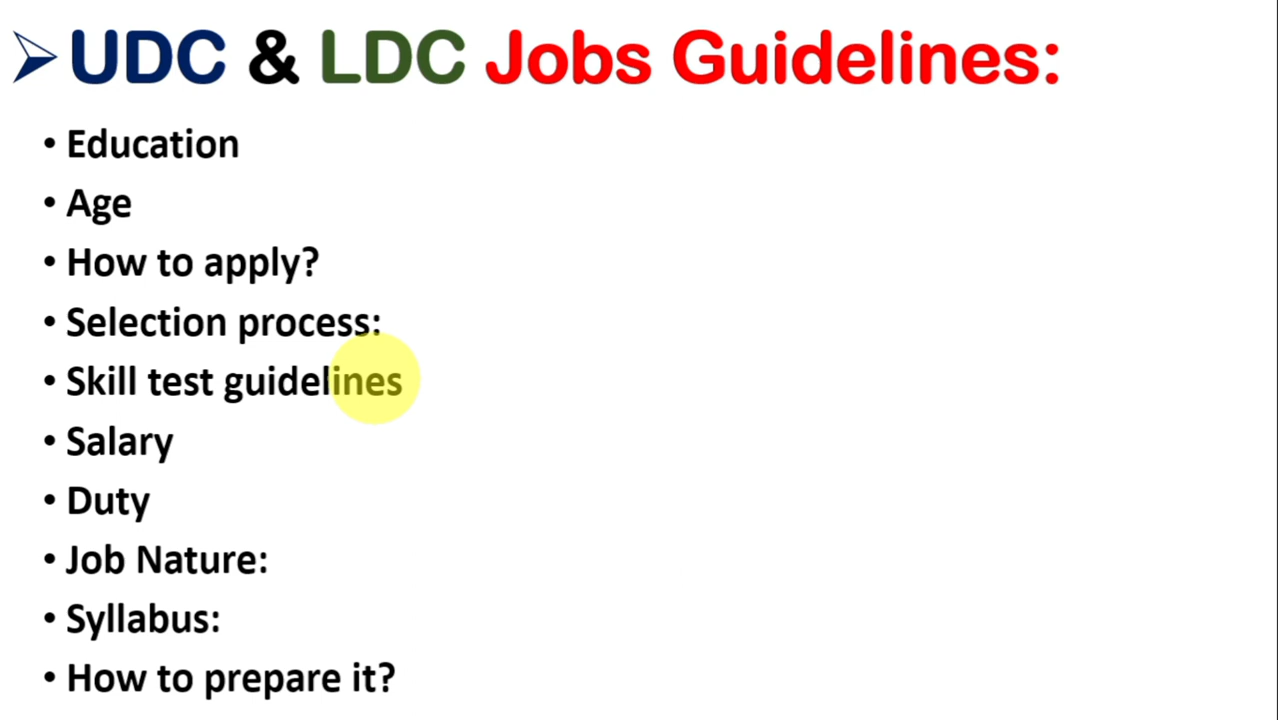 ➢UDC & LDC Jobs Guidelines:
• Education
• Age
• How to apply?
• Selection process:
• Skill test guidelines
• Salary
• Duty
• Job Nature:
• Syllabus:
• How to prepare it?